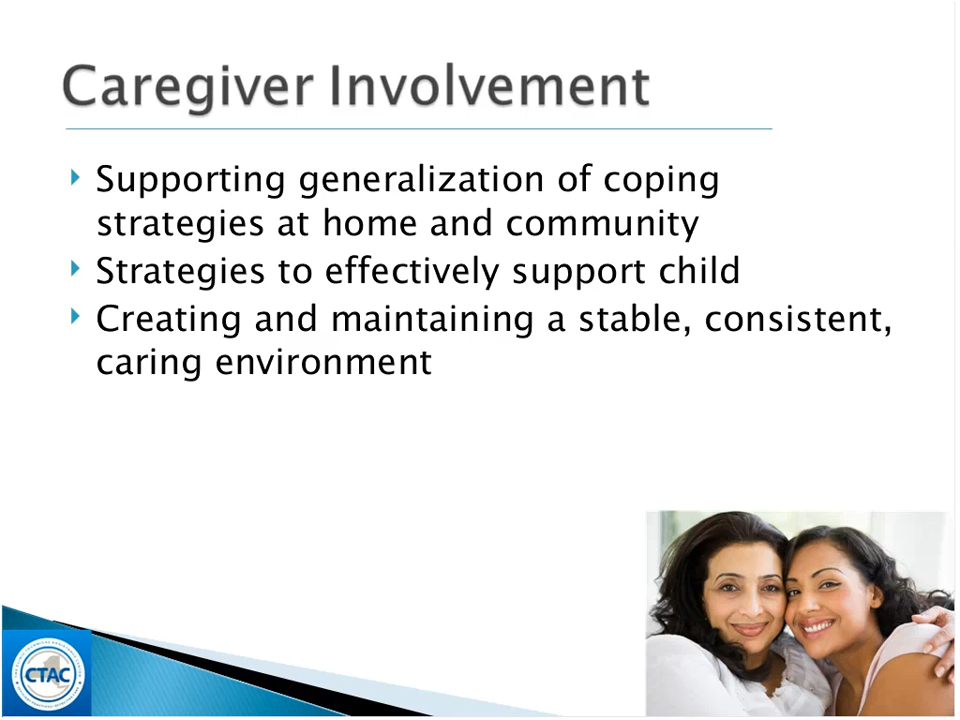 Caregiver Involvement
Supporting generalization of coping
strategies at home and community
Strategies to effectively support child
Creating and maintaining a stable, consistent,
caring environment
CTAC